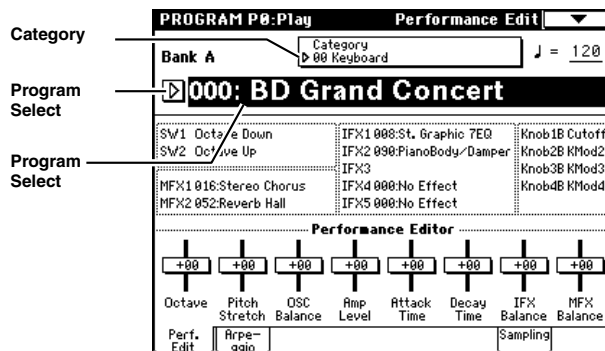 Category
Program
Select
Program
Select
PROGRAM P0:Play Performance Edit
Bank A
Category
00 Keyboard
♩ = 120
000: BD Grand Concert
SW1 Octave Down
SW2 Octave Up
MFX1 016:Stereo Chorus
MFX2 052:Reverb Hall
IFX1 008:St. Graphic 7EQ
IFX2 090:PianoBody/Damper
IFX3
IFX4 000:No Effect
IFX5 000:No Effect
Knob1B Cutoff
Knob2B KMod2
Knob3B KMod3
Knob4B KMod4
Performance Editor
+00 +00 +00 +00 +00 +00 +00 +00
Octave Pitch Stretch OSC Balance Amp Level Attack Time Decay Time IFX Balance MFX Balance
Perf. Edit Arpe-ggio Sampling